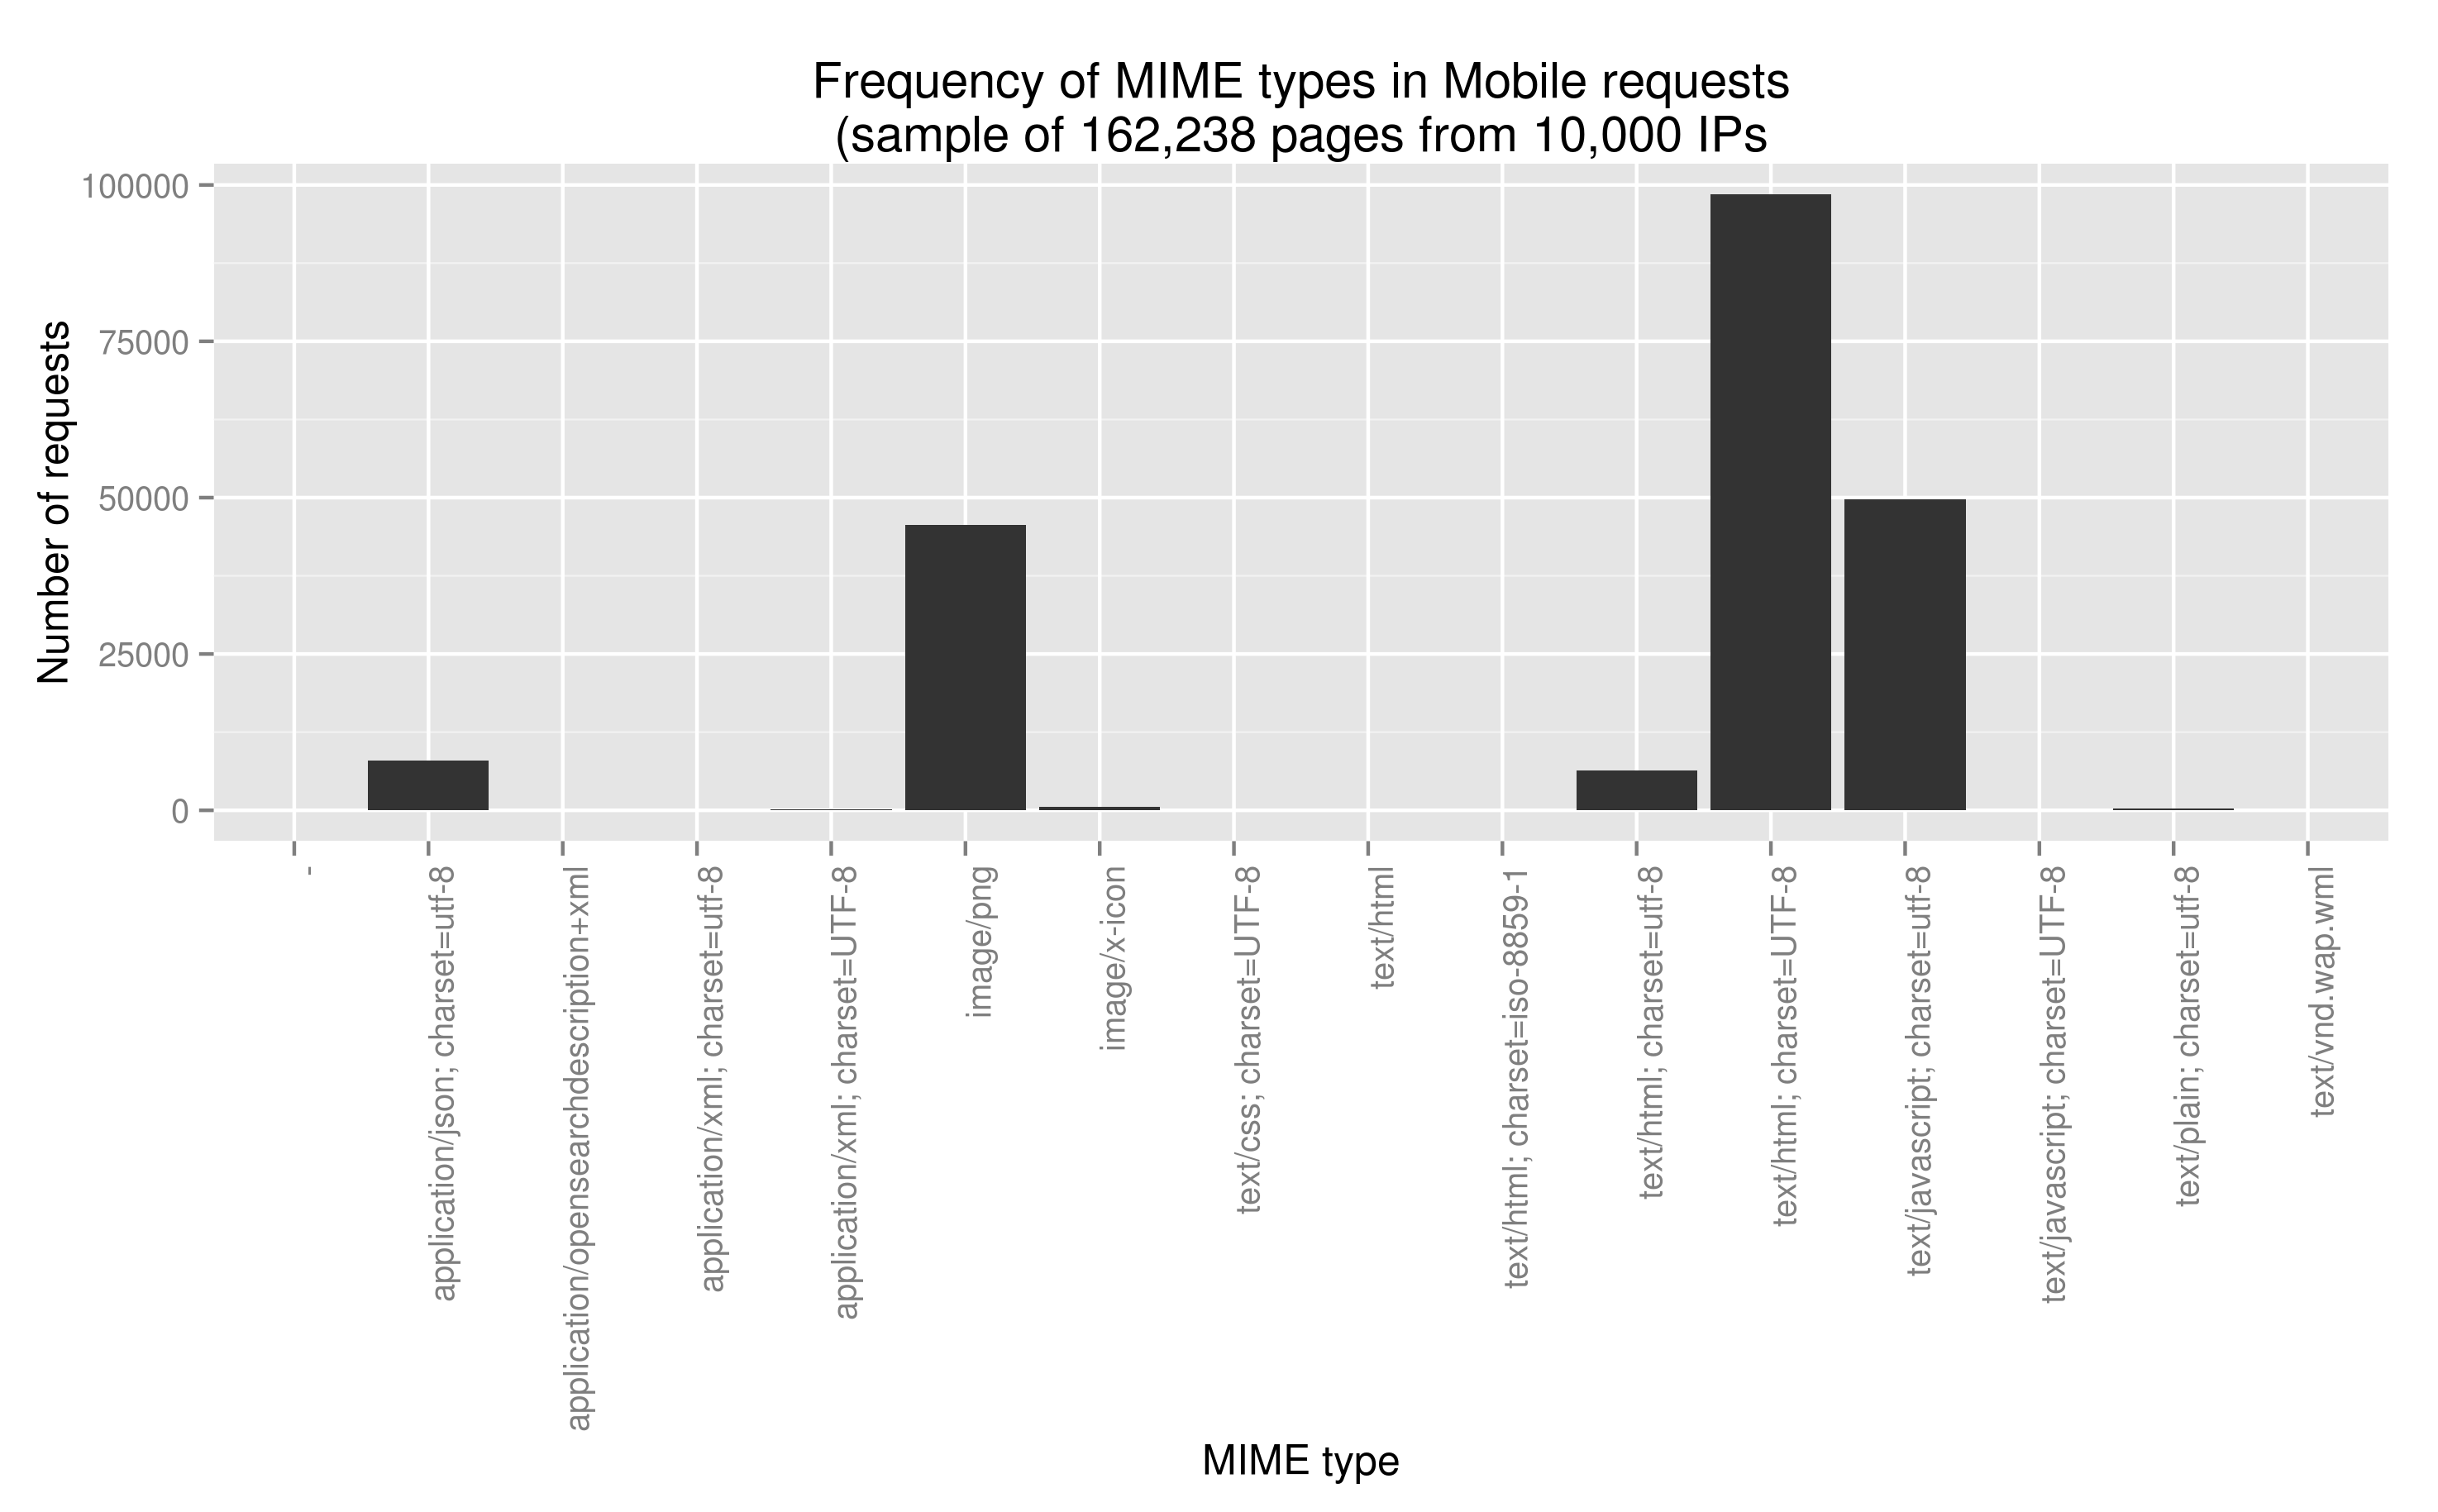 Frequency of MIME types in Mobile requests
(sample of 162,238 pages from 10,000 IPs
Number of requests
100000
75000
50000
25000
0
-
application/json; charset=utf-8
application/opensearchdescription+xml
application/xml; charset=utf-8
application/xml; charset=UTF-8
image/png
image/x-icon
text/css; charset=UTF-8
text/html
text/html; charset=iso-8859-1
text/html; charset=utf-8
text/html; charset=UTF-8
text/javascript; charset=utf-8
text/javascript; charset=UTF-8
text/plain; charset=utf-8
text/vnd.wap.wml
MIME type